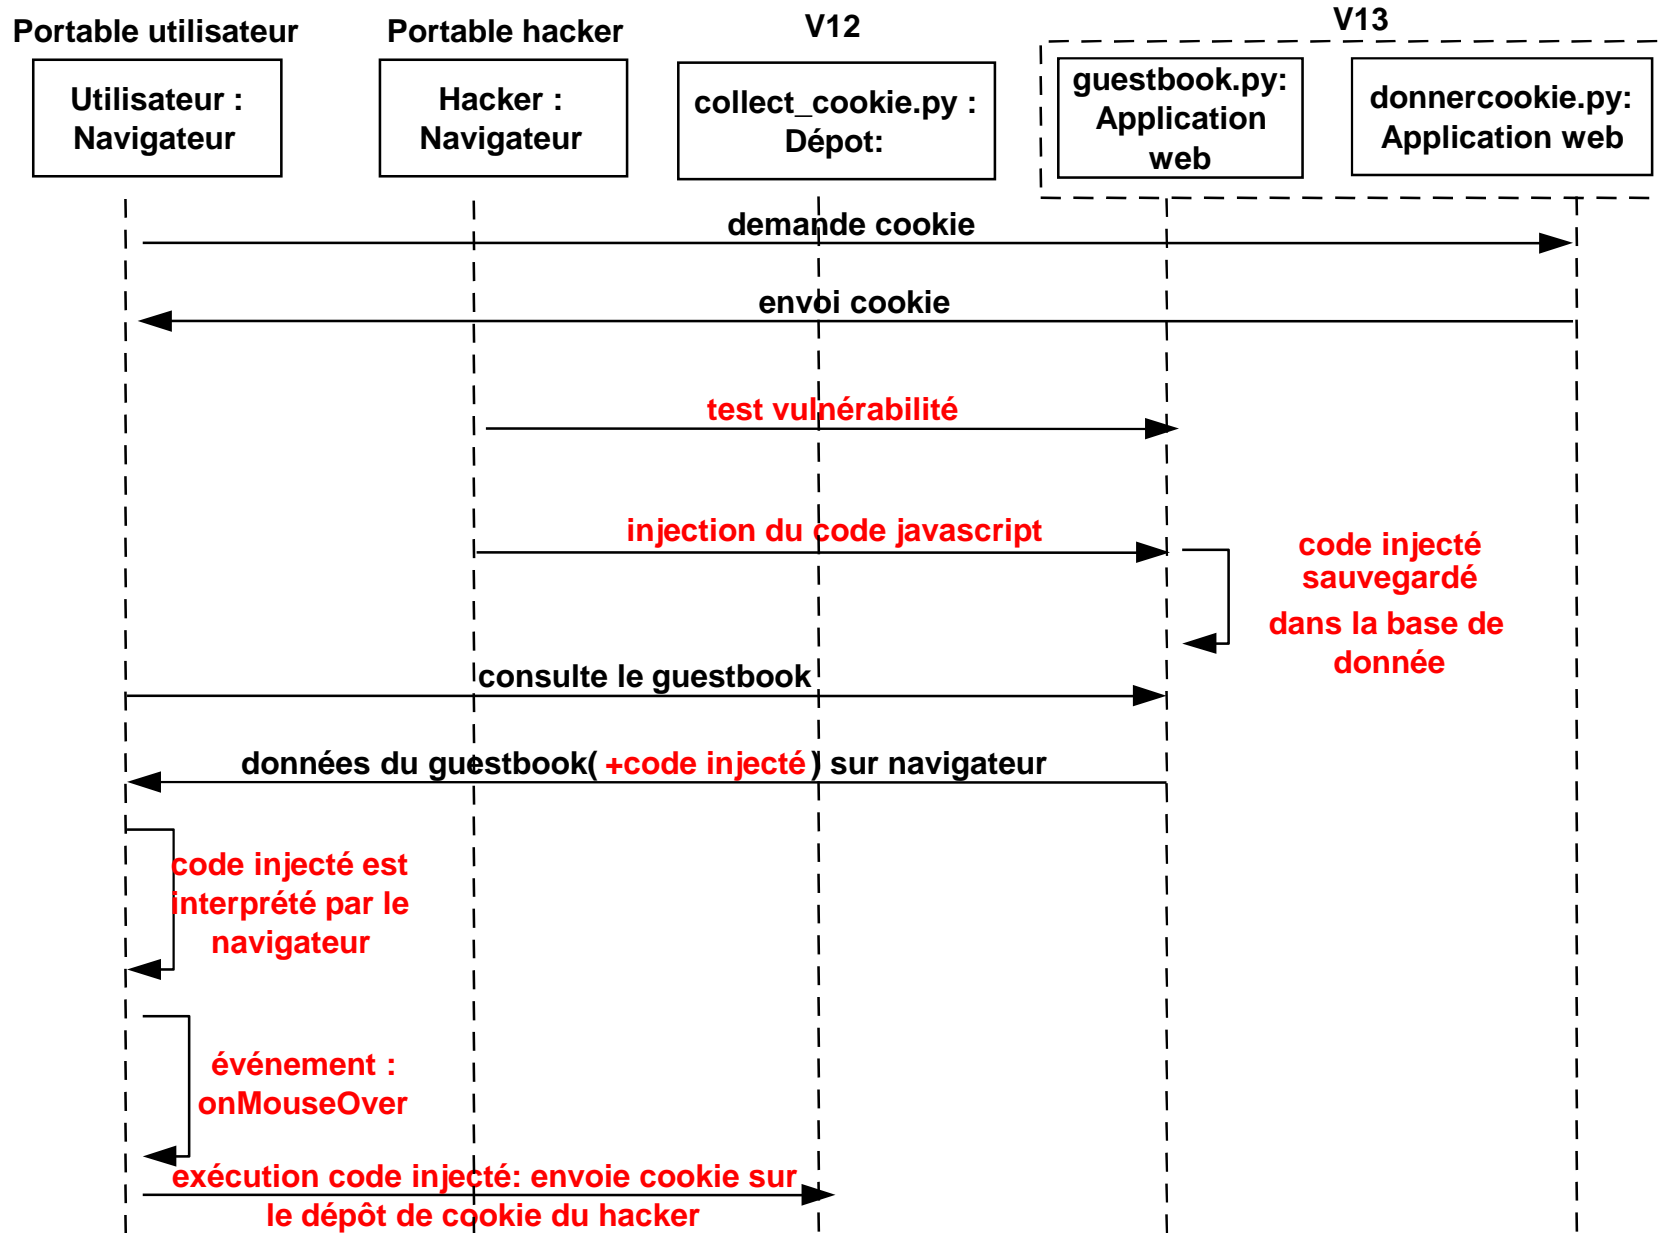 Portable utilisateur
Portable hacker
V12
V13
Utilisateur :
Navigateur
Hacker :
Navigateur
collect_cookie.py :
Dépot:
guestbook.py:
Application
web
donnercookie.py:
Application web
demande cookie
envoi cookie
test vulnérabilité
injection du code javascript
code injecté
sauvegardé
dans la base de
donnée
consulte le guestbook
données du guestbook( +code injecté) sur navigateur
code injecté est
interprété par le
navigateur
événement :
onMouseOver
exécution code injecté: envoie cookie sur
le dépôt de cookie du hacker